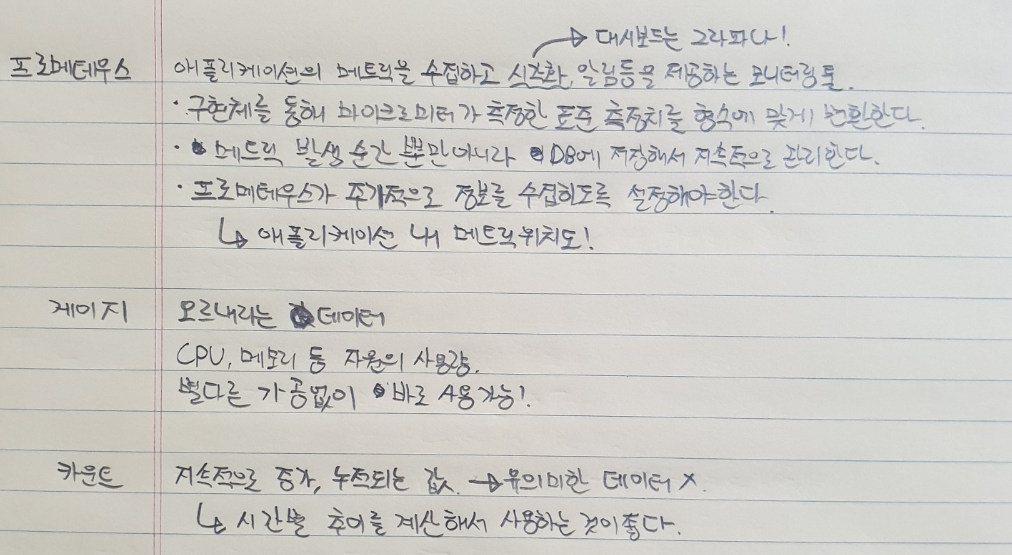 → 대시보드는 그라파나!
프로메테우스 애플리케이션의 메트릭을 수집하고 시각화, 알림등을 제공하는 모니터링 툴.
· 구현체를 통해 마이크로미터가 측정한 표준 측정치를 형식에 맞게 변환한다.
· 메트릭 발생 순간 뿐만아니라 DB에 저장해서 지속적으로 관리한다.
· 프로메테우스가 주기적으로 정보를 수집하도록 설정해야한다.
↳ 애플리케이션 내 메트릭위치도!
게이지 오르내리는 데이터
CPU, 메모리 등 자원의 사용량.
별다른 가공없이 바로 사용가능!.
카운트 지속적으로 증가, 누적되는 값. → 유의미한 데이터 X.
↳ 시간별 추이를 계산해서 사용하는 것이 좋다.